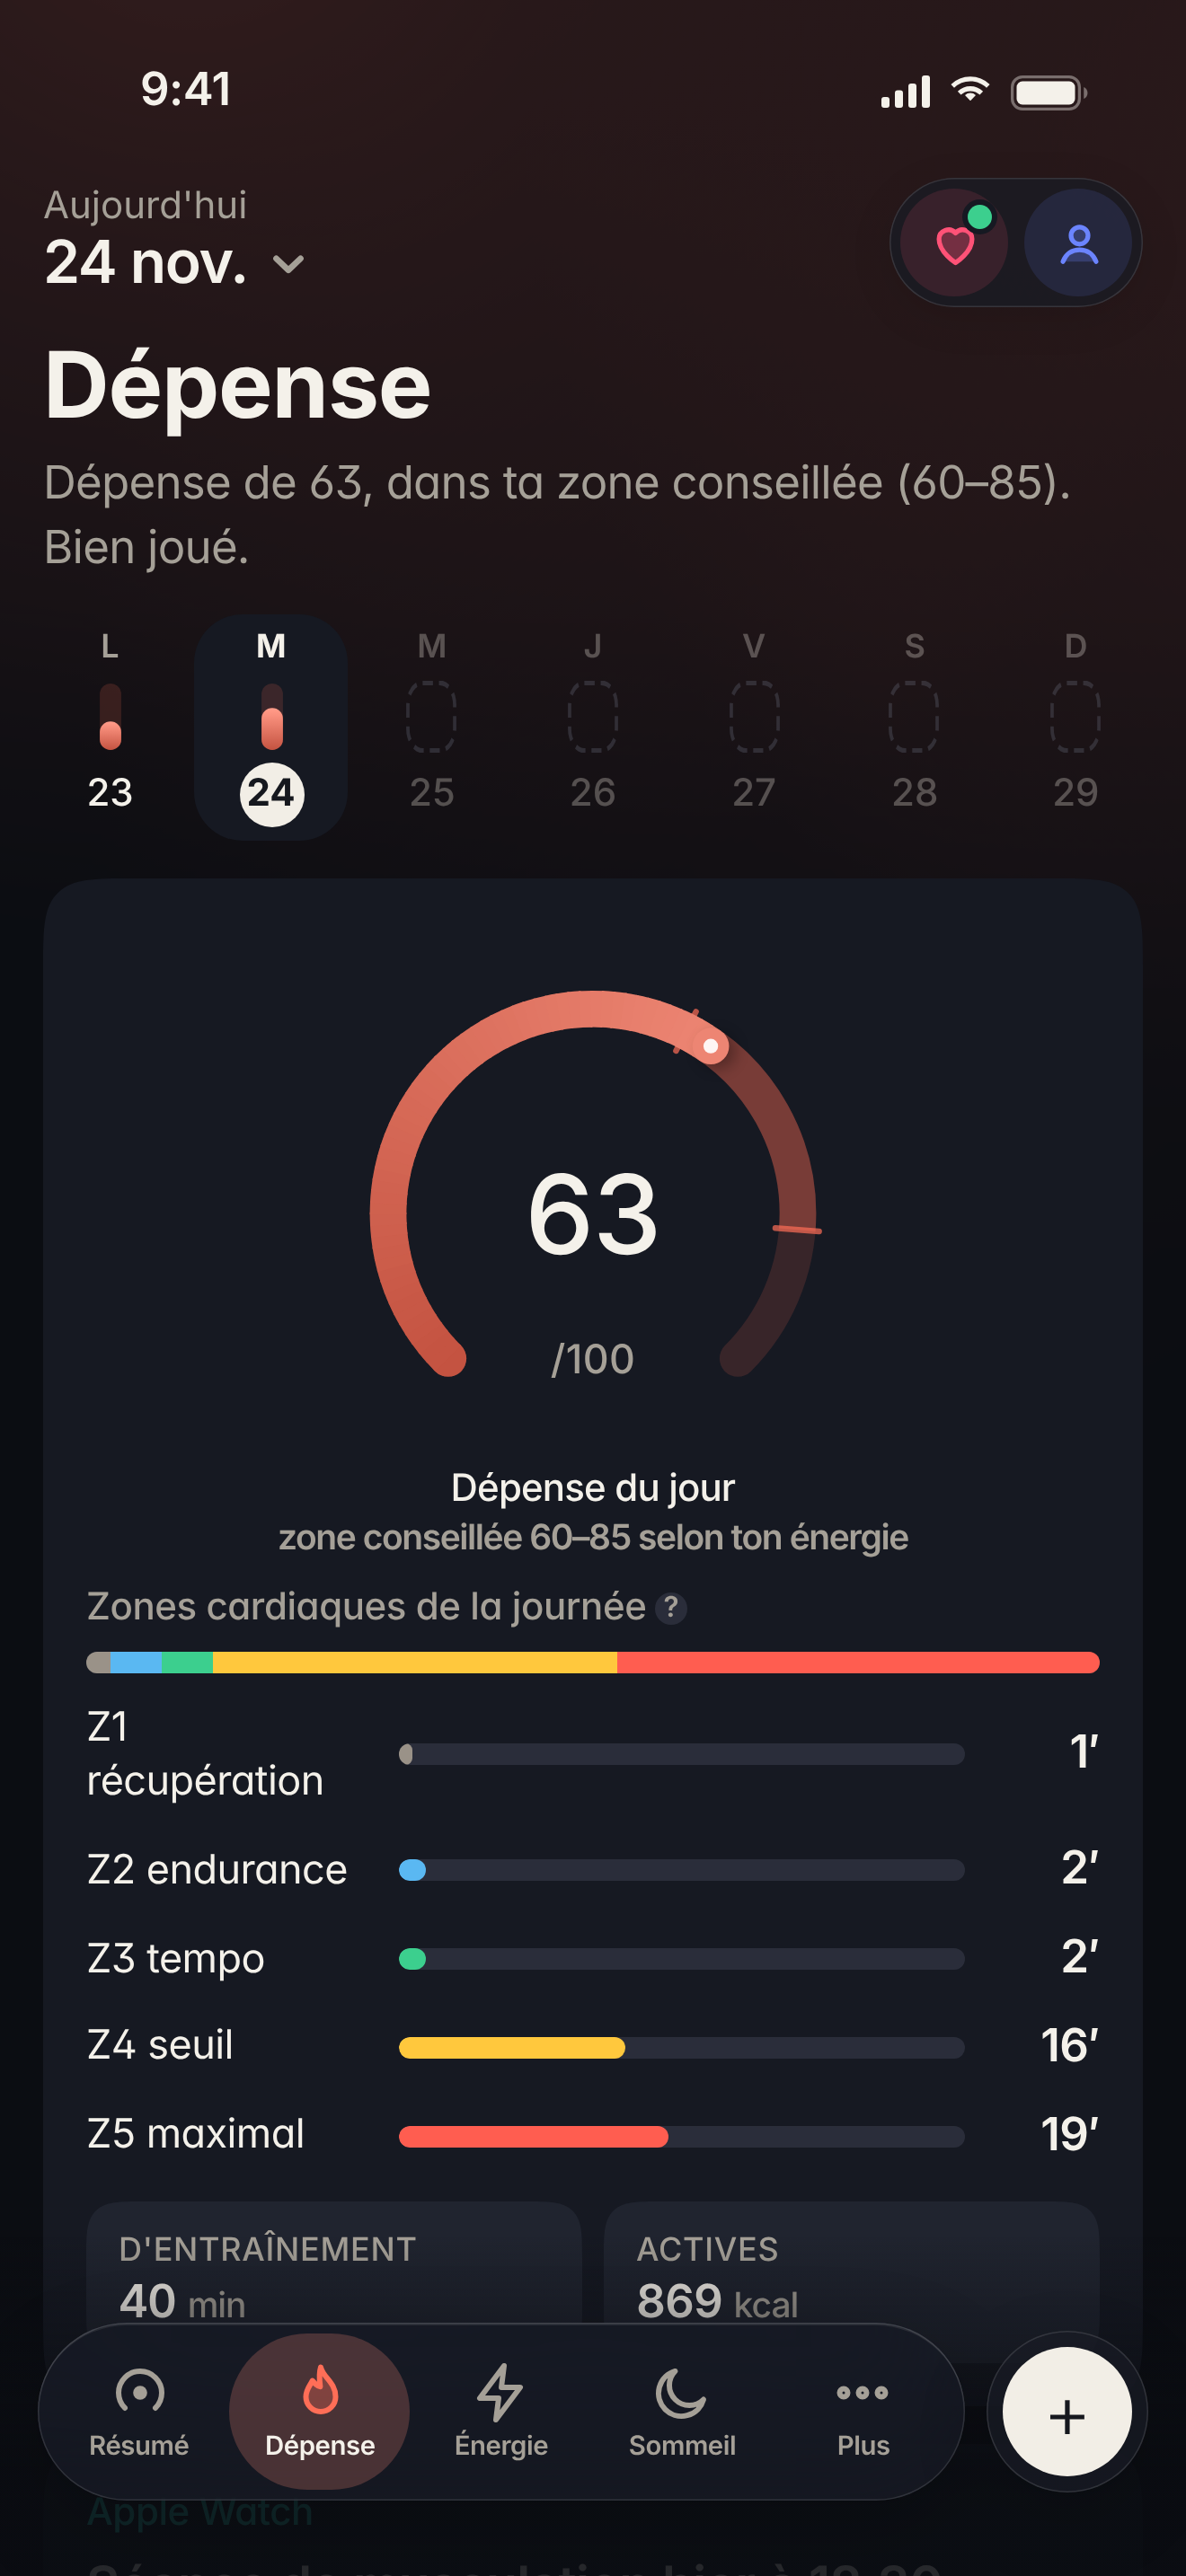 9:41
Aujourd'hui
24 nov.
Dépense
Dépense de 63, dans ta zone conseillée (60–85).
Bien joué.
L M M J V S D
23 24 25 26 27 28 29
63
/100
Dépense du jour
zone conseillée 60–85 selon ton énergie
Zones cardiaques de la journée ?
Z1
récupération 1′
Z2 endurance 2′
Z3 tempo 2′
Z4 seuil 16′
Z5 maximal 19′
D'ENTRAÎNEMENT ACTIVES
40 min 869 kcal
Résumé Dépense Énergie Sommeil Plus
Apple Watch